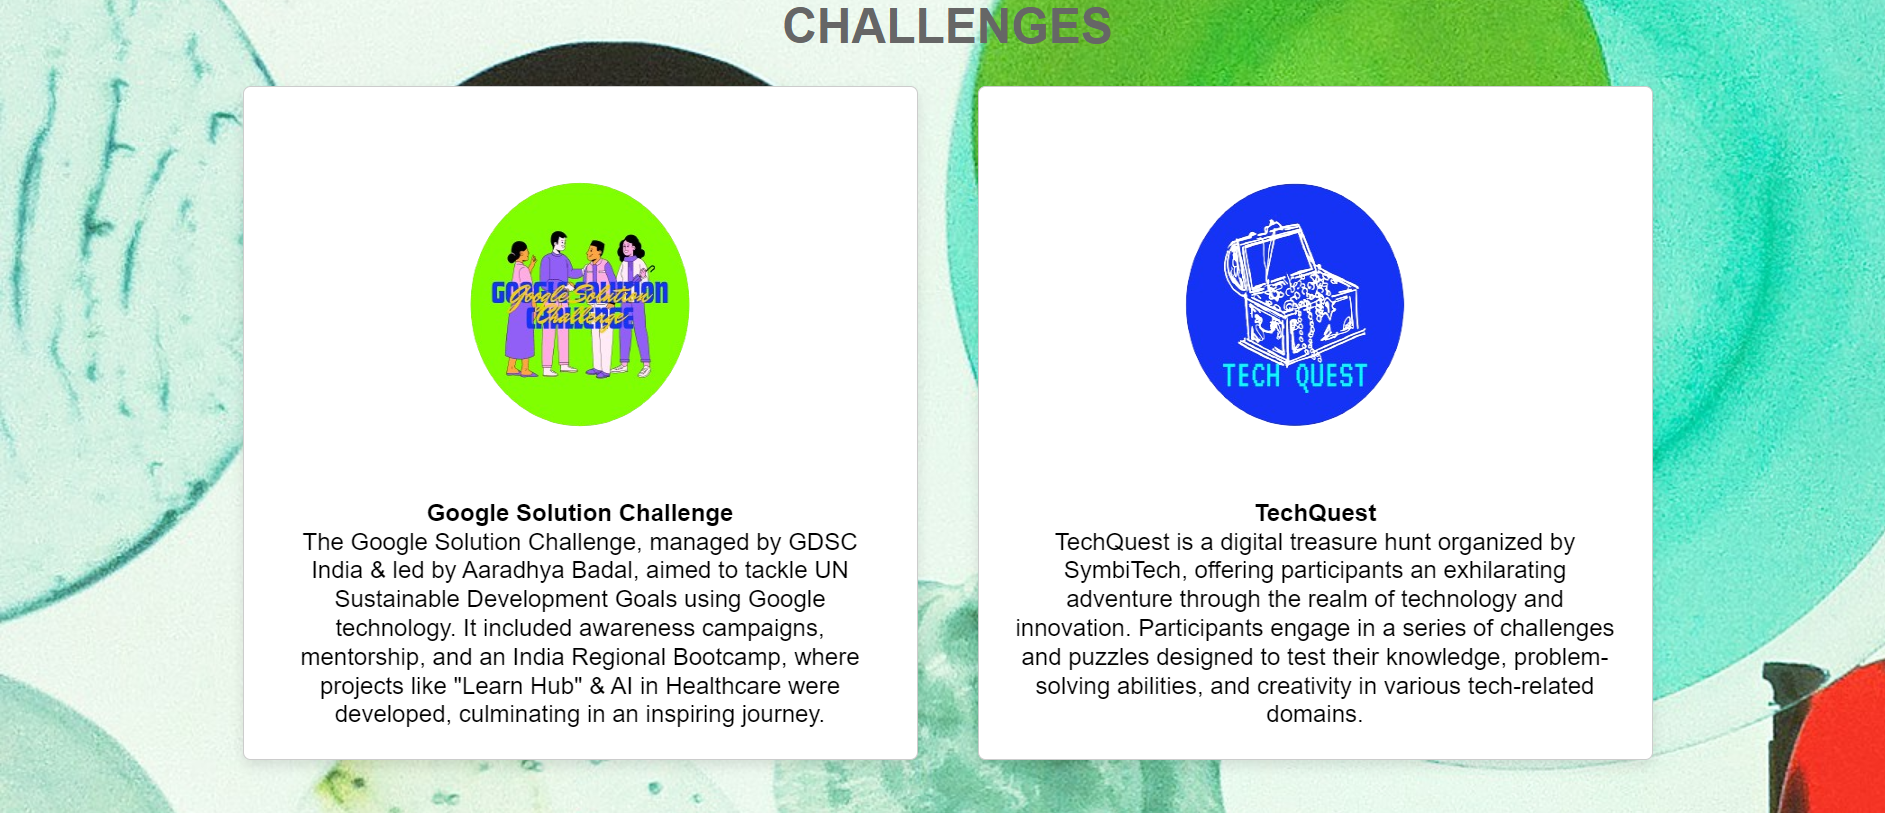 CHALLENGES
GOOGLE SOLUTION
Google Solution
CHALLENGE
Challenge
Google Solution Challenge
The Google Solution Challenge, managed by GDSC
India & led by Aaradhya Badal, aimed to tackle UN
Sustainable Development Goals using Google
technology. It included awareness campaigns,
mentorship, and an India Regional Bootcamp, where
projects like "Learn Hub" & AI in Healthcare were
developed, culminating in an inspiring journey.
TECH QUEST
TechQuest
TechQuest is a digital treasure hunt organized by
SymbiTech, offering participants an exhilarating
adventure through the realm of technology and
innovation. Participants engage in a series of challenges
and puzzles designed to test their knowledge, problem-
solving abilities, and creativity in various tech-related
domains.